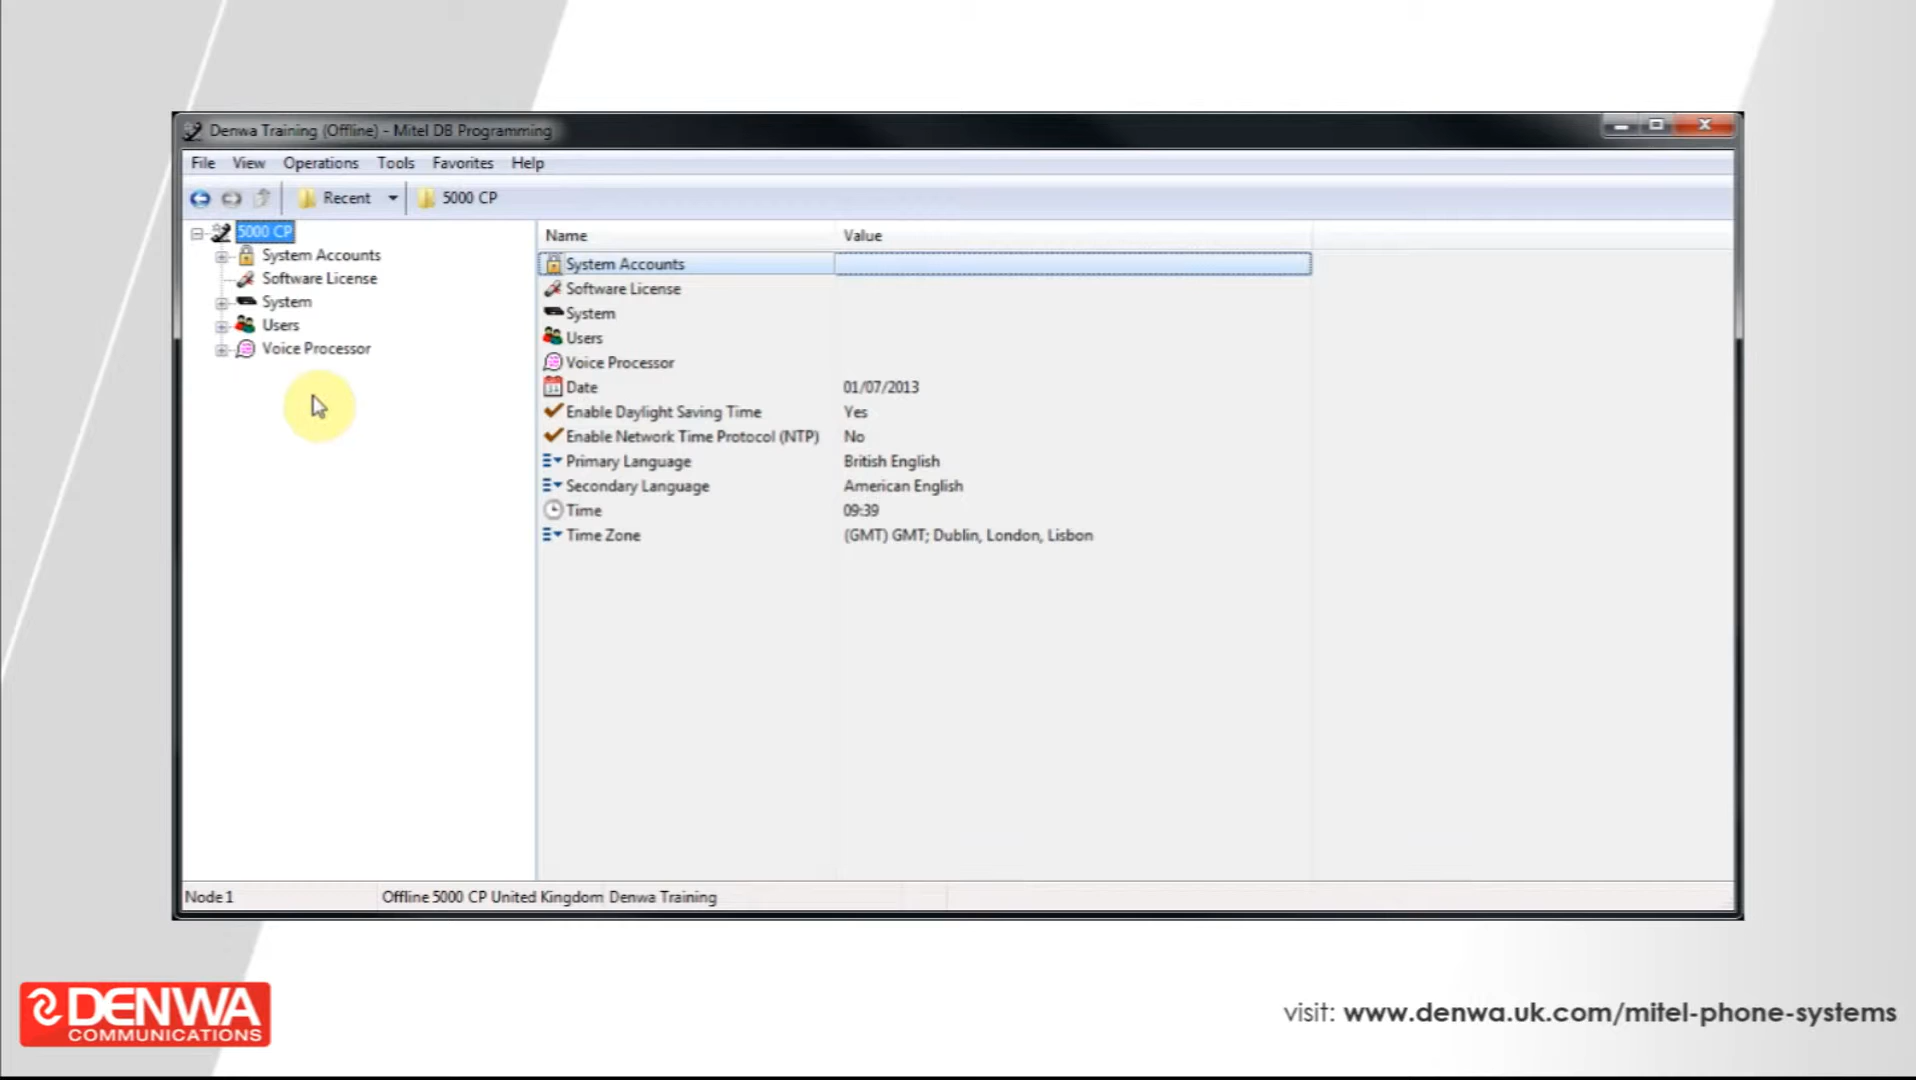 Denwa Training (Offline) - Mitel DB Programming
File View Operations Tools Favorites Help
Recent 5000 CP
5000 CP
System Accounts
Software License
System
Users
Voice Processor
Name Value
System Accounts
Software License
System
Users
Voice Processor
Date 01/07/2013
Enable Daylight Saving Time Yes
Enable Network Time Protocol (NTP) No
Primary Language British English
Secondary Language American English
Time 09:39
Time Zone (GMT) GMT; Dublin, London, Lisbon
Node 1 Offline 5000 CP United Kingdom Denwa Training
DENWA
COMMUNICATIONS
visit: www.denwa.uk.com/mitel-phone-systems